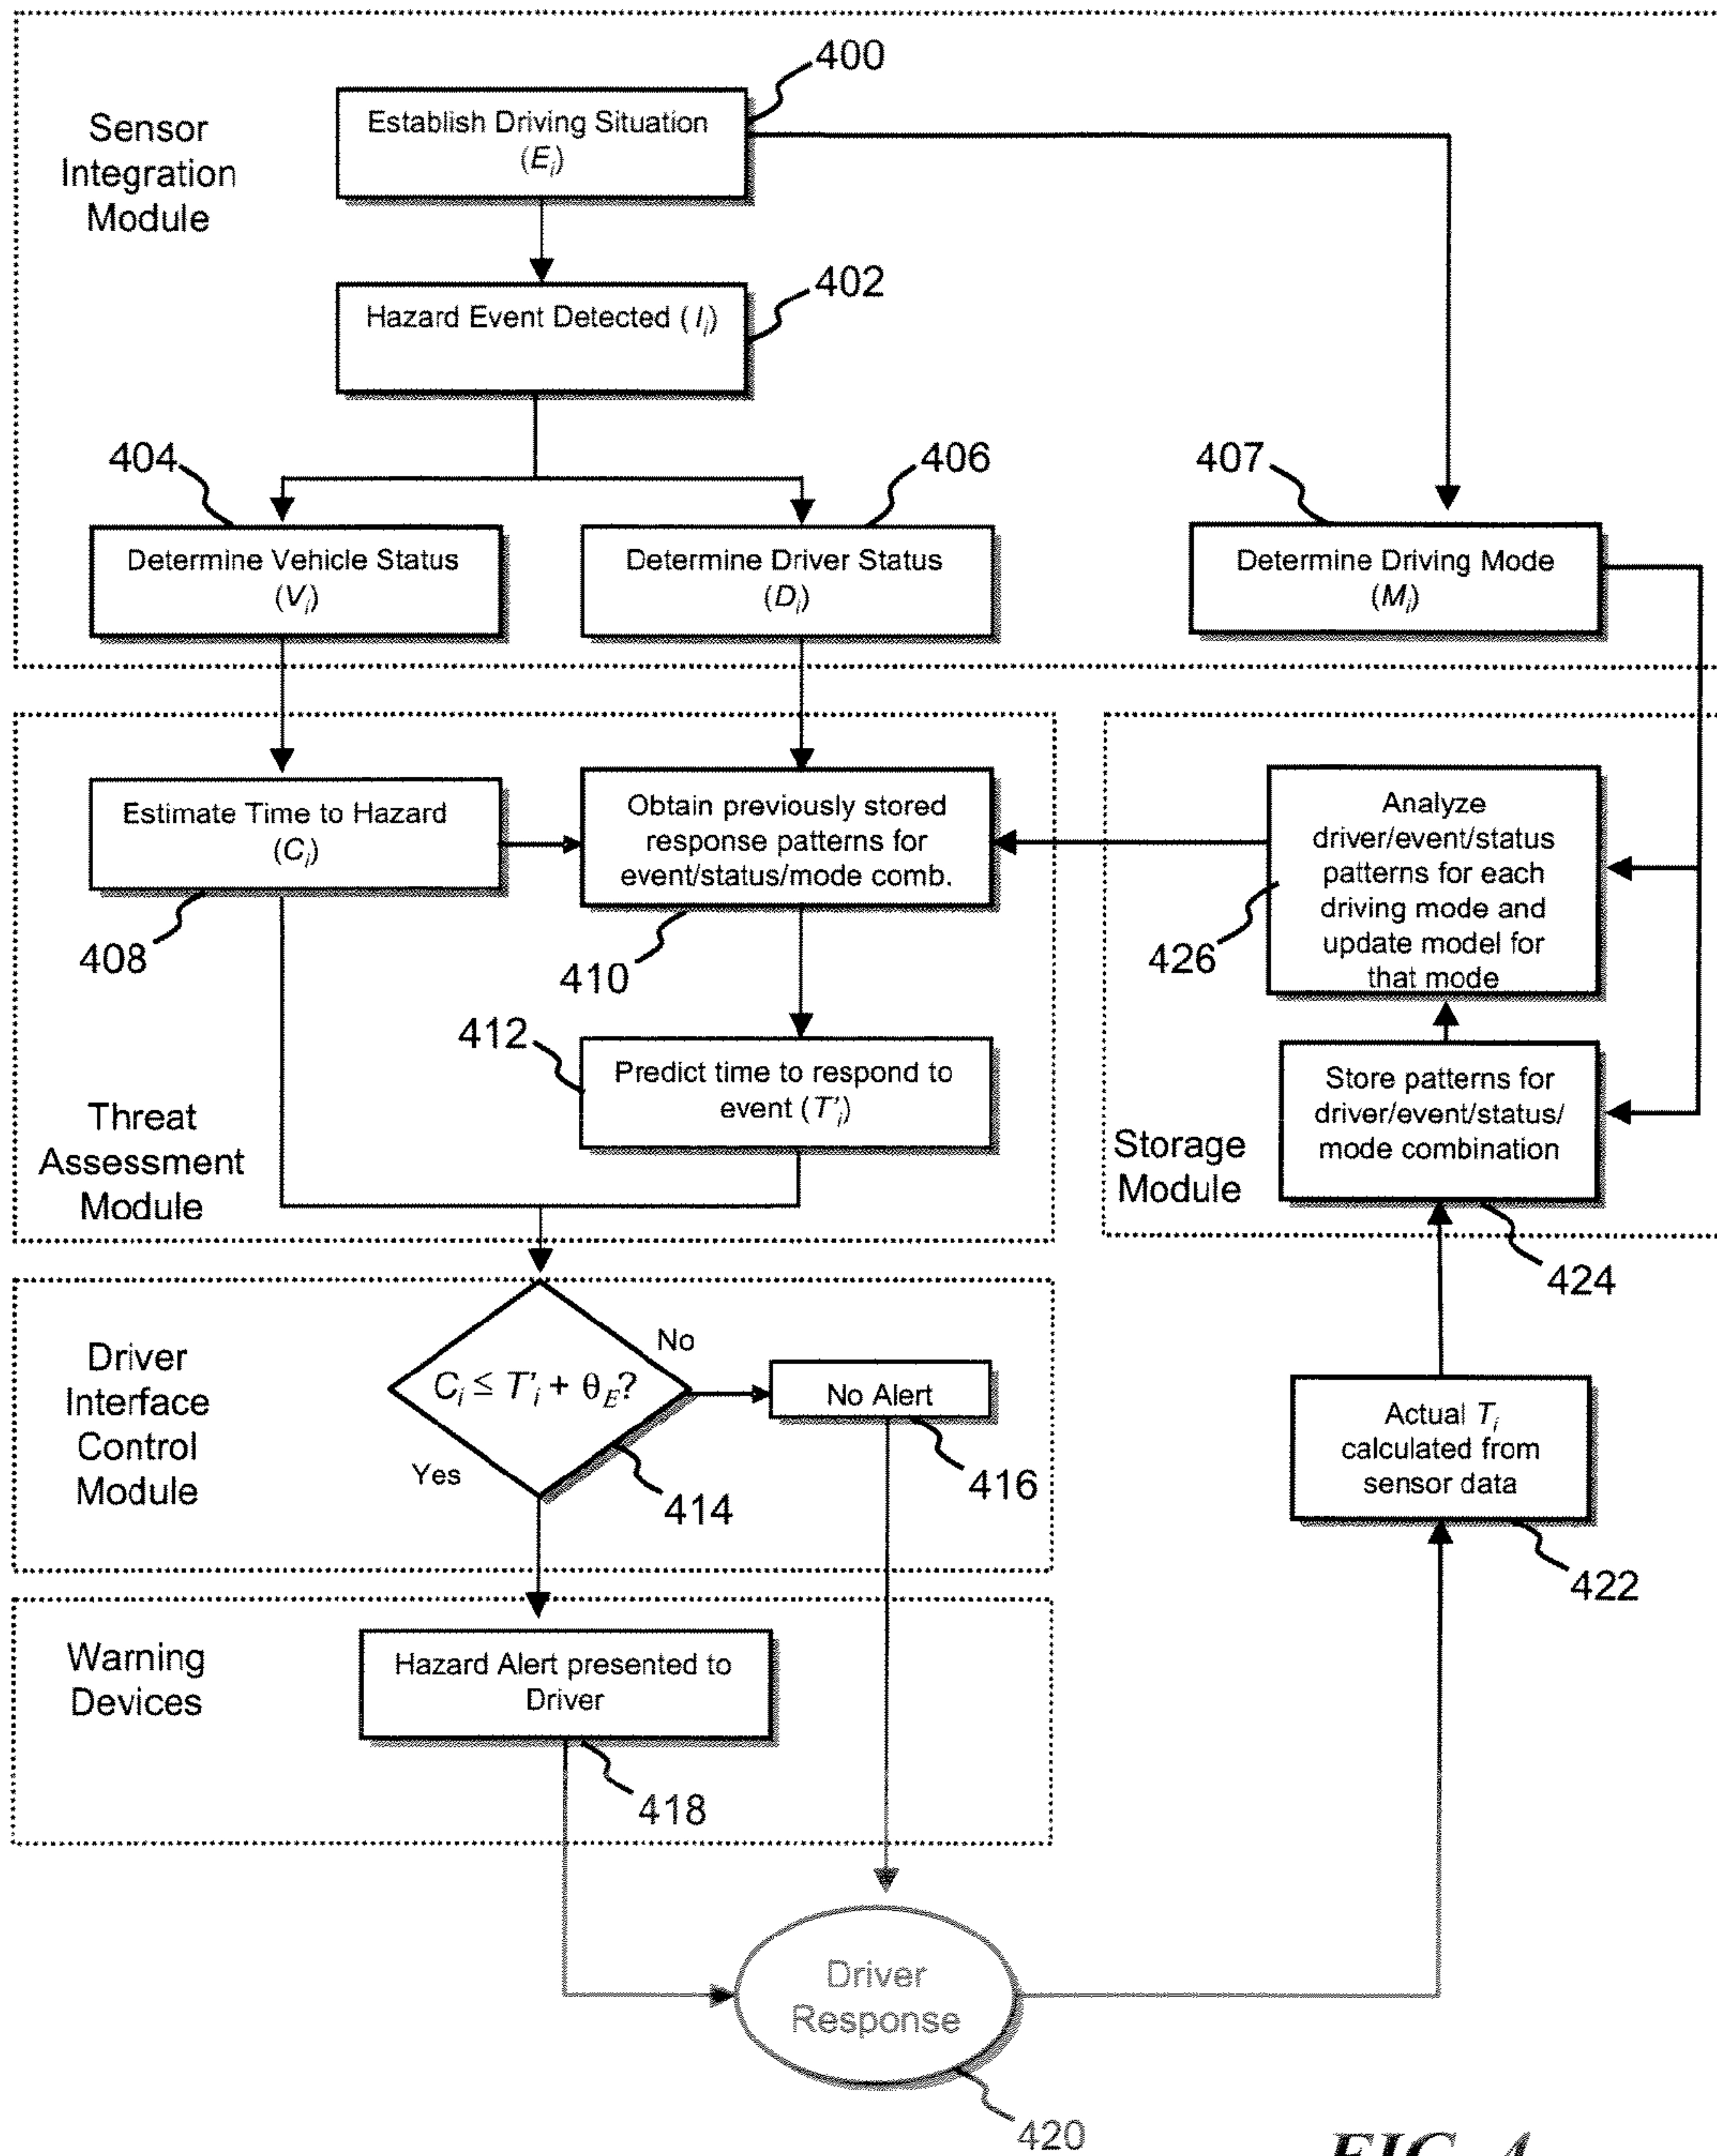 400
Establish Driving Situation
(Ei)
Sensor
Integration
Module
402
Hazard Event Detected (Ii)
404
406
407
Determine Vehicle Status
(Vi)
Determine Driver Status
(Di)
Determine Driving Mode
(Mi)
Estimate Time to Hazard
(Ci)
408
Obtain previously stored
response patterns for
event/status/mode comb.
410
Analyze
driver/event/status
patterns for each
driving mode and
update model for
that mode
426
412
Predict time to respond to
event (T'i)
Threat
Assessment
Module
Storage
Module
Store patterns for
driver/event/status/
mode combination
424
Driver
Interface
Control
Module
Ci ≤ T'i + θE?
No
Yes
414
No Alert
416
Actual Ti
calculated from
sensor data
422
Warning
Devices
Hazard Alert presented to
Driver
418
Driver
Response
420
FIG. 4